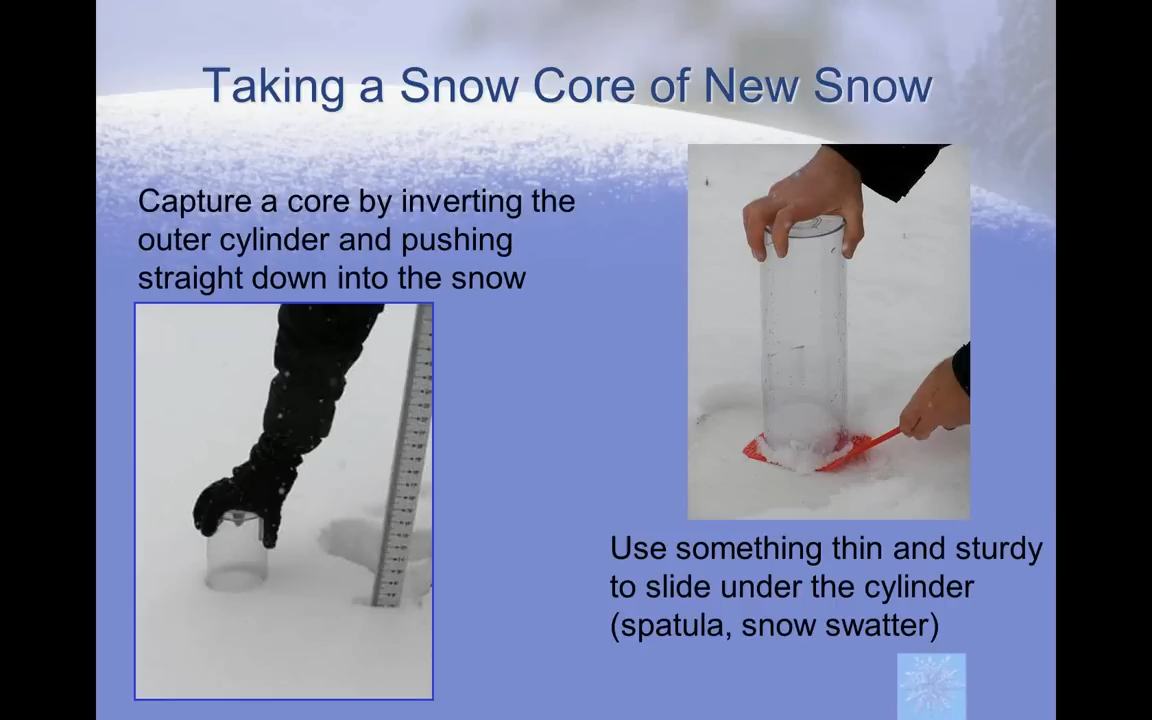 Taking a Snow Core of New Snow
Capture a core by inverting the
outer cylinder and pushing
straight down into the snow
Use something thin and sturdy
to slide under the cylinder
(spatula, snow swatter)